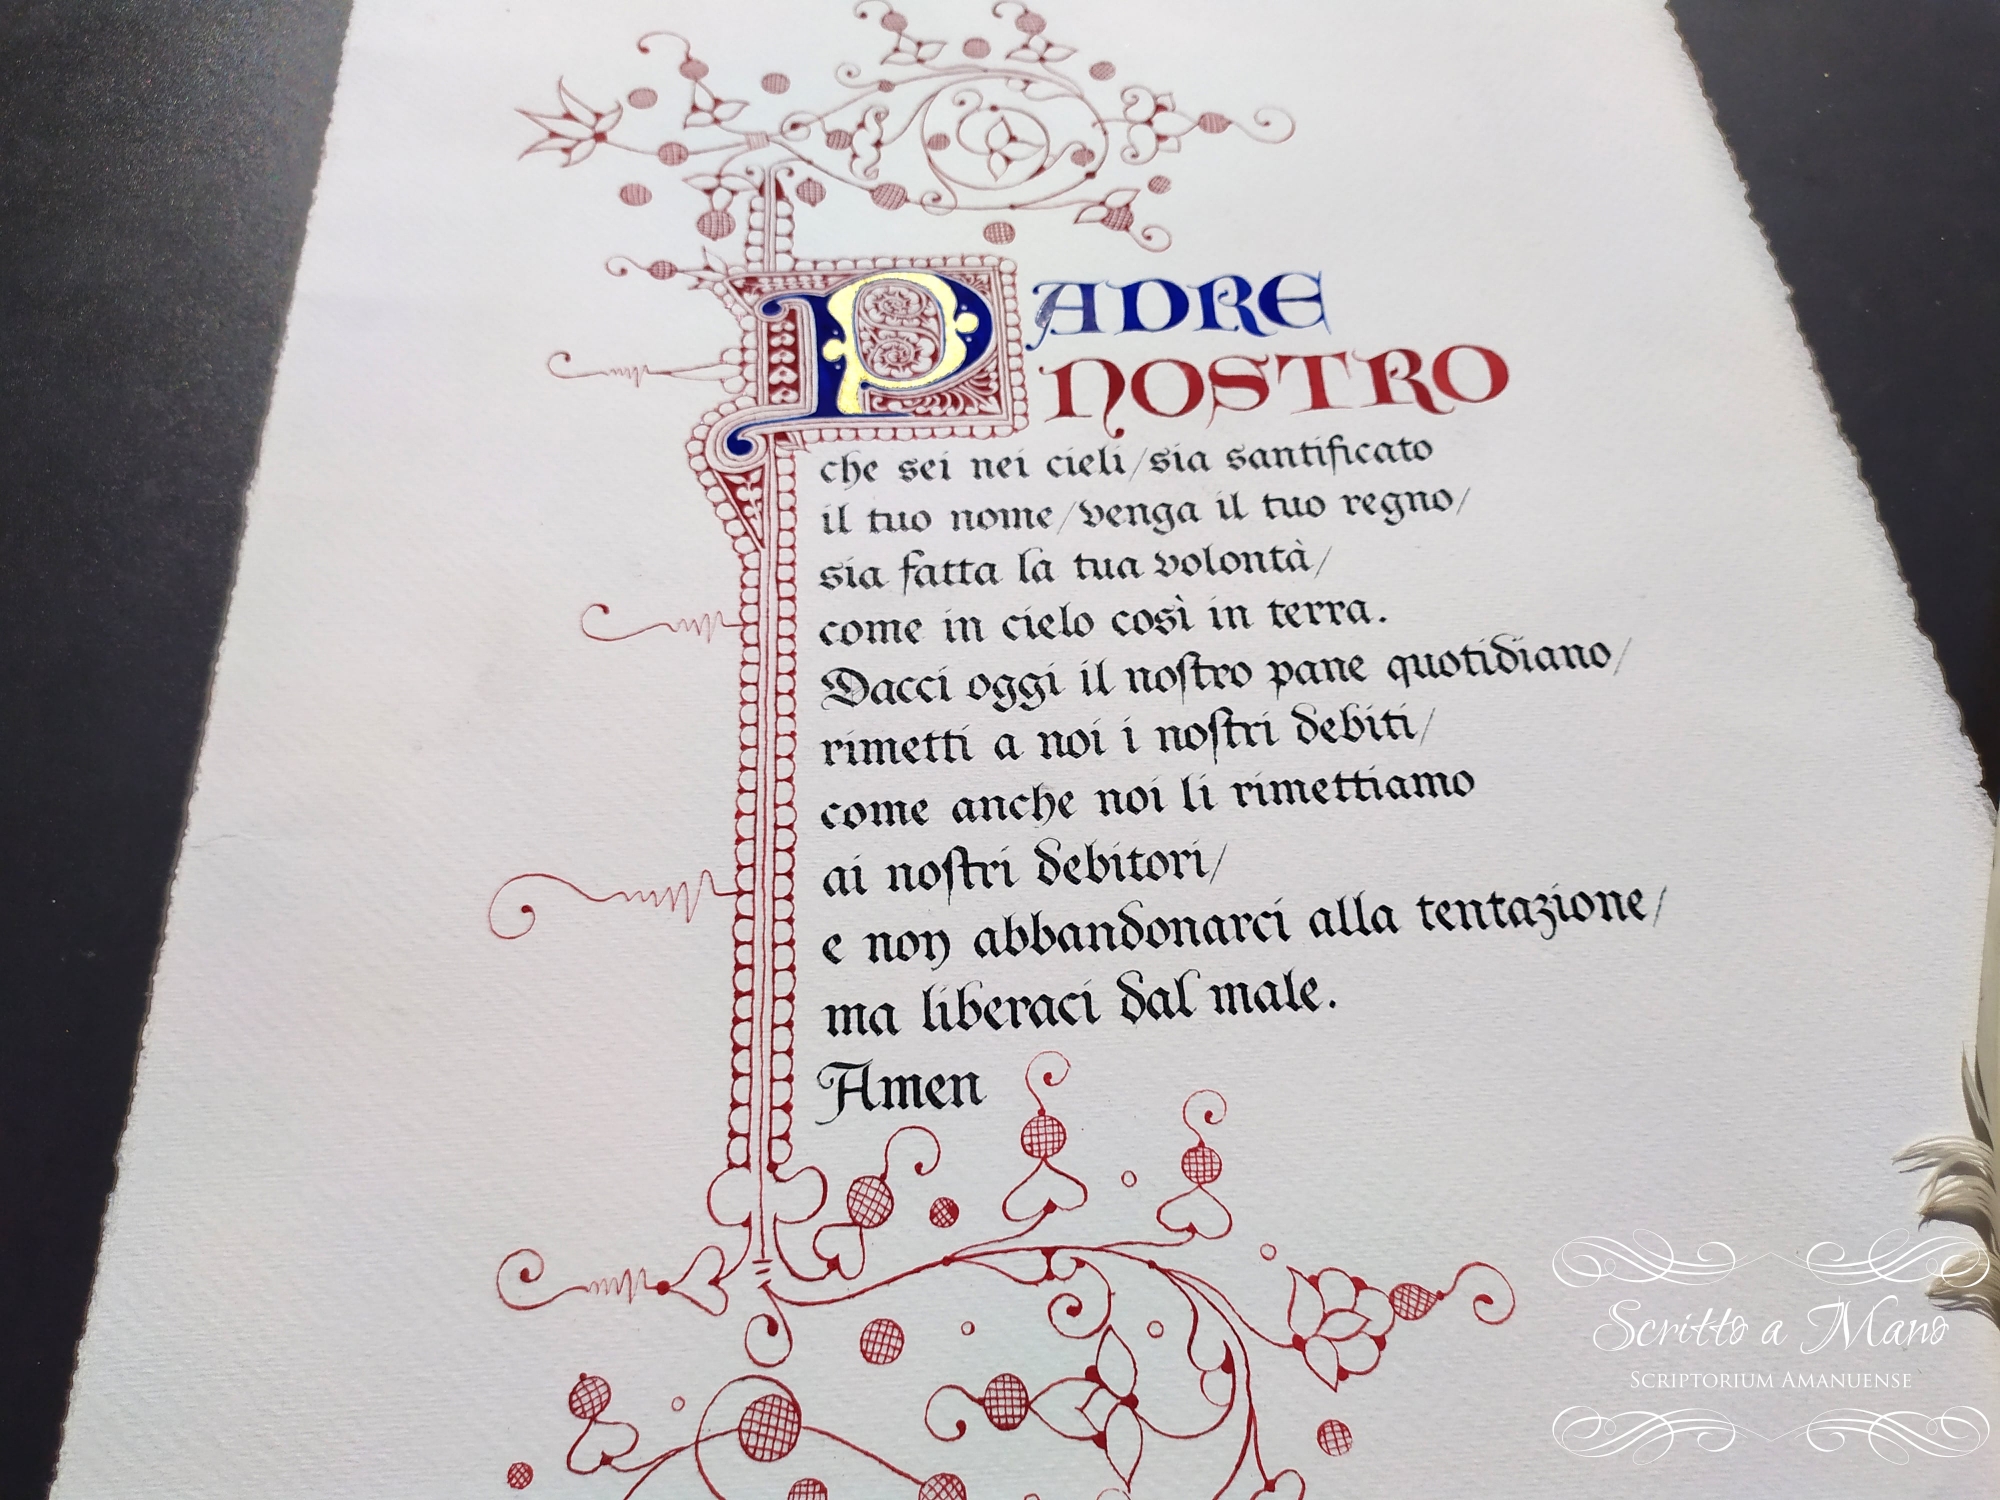 PADRE
NOSTRO
che sei nei cieli/sia santificato
il tuo nome/venga il tuo regno/
sia fatta la tua volontà/
come in cielo così in terra.
Dacci oggi il noſtro pane quotidiano/
rimetti a noi i noſtri debiti/
come anche noi li rimettiamo
ai noſtri debitori/
e non abbandonarci alla tentazione/
ma liberaci dal male.
Amen
Scritto a Mano
SCRIPTORIUM AMANUENSE